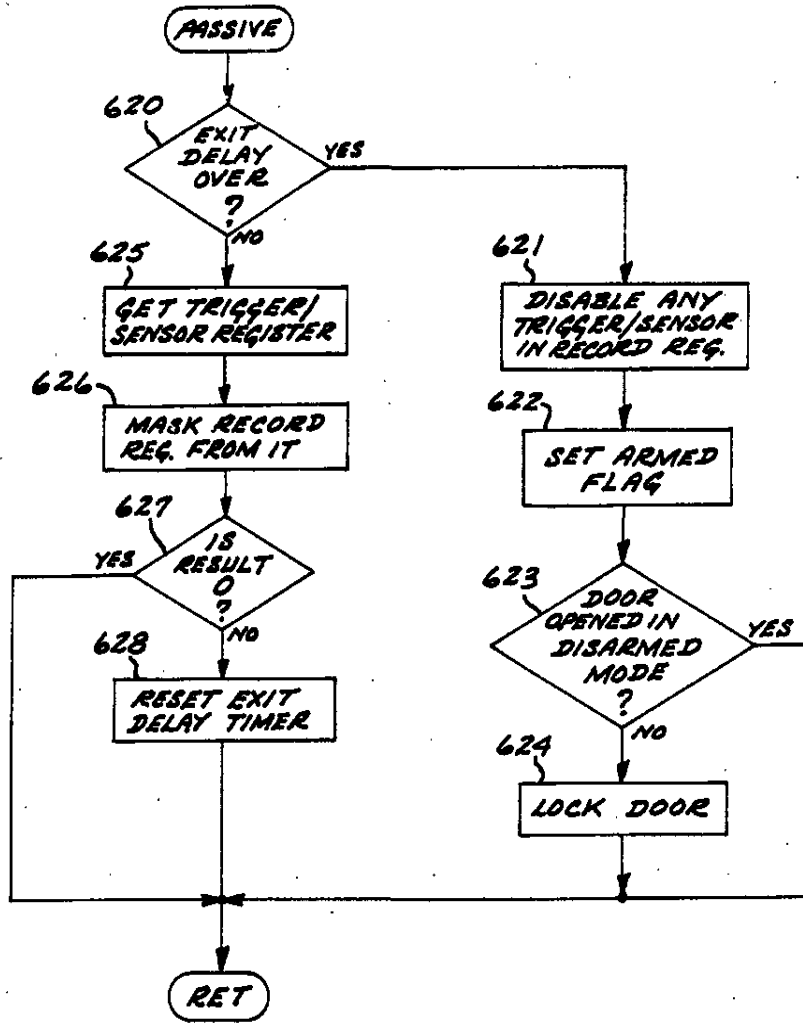 PASSIVE
620
EXIT
DELAY
OVER
?
YES
NO
625
GET TRIGGER/
SENSOR REGISTER
626
MASK RECORD
REG. FROM IT
627
IS
RESULT
0
?
YES
NO
628
RESET EXIT
DELAY TIMER
621
DISABLE ANY
TRIGGER/SENSOR
IN RECORD REG.
622
SET ARMED
FLAG
623
DOOR
OPENED IN
DISARMED
MODE
?
YES
NO
624
LOCK DOOR
RET